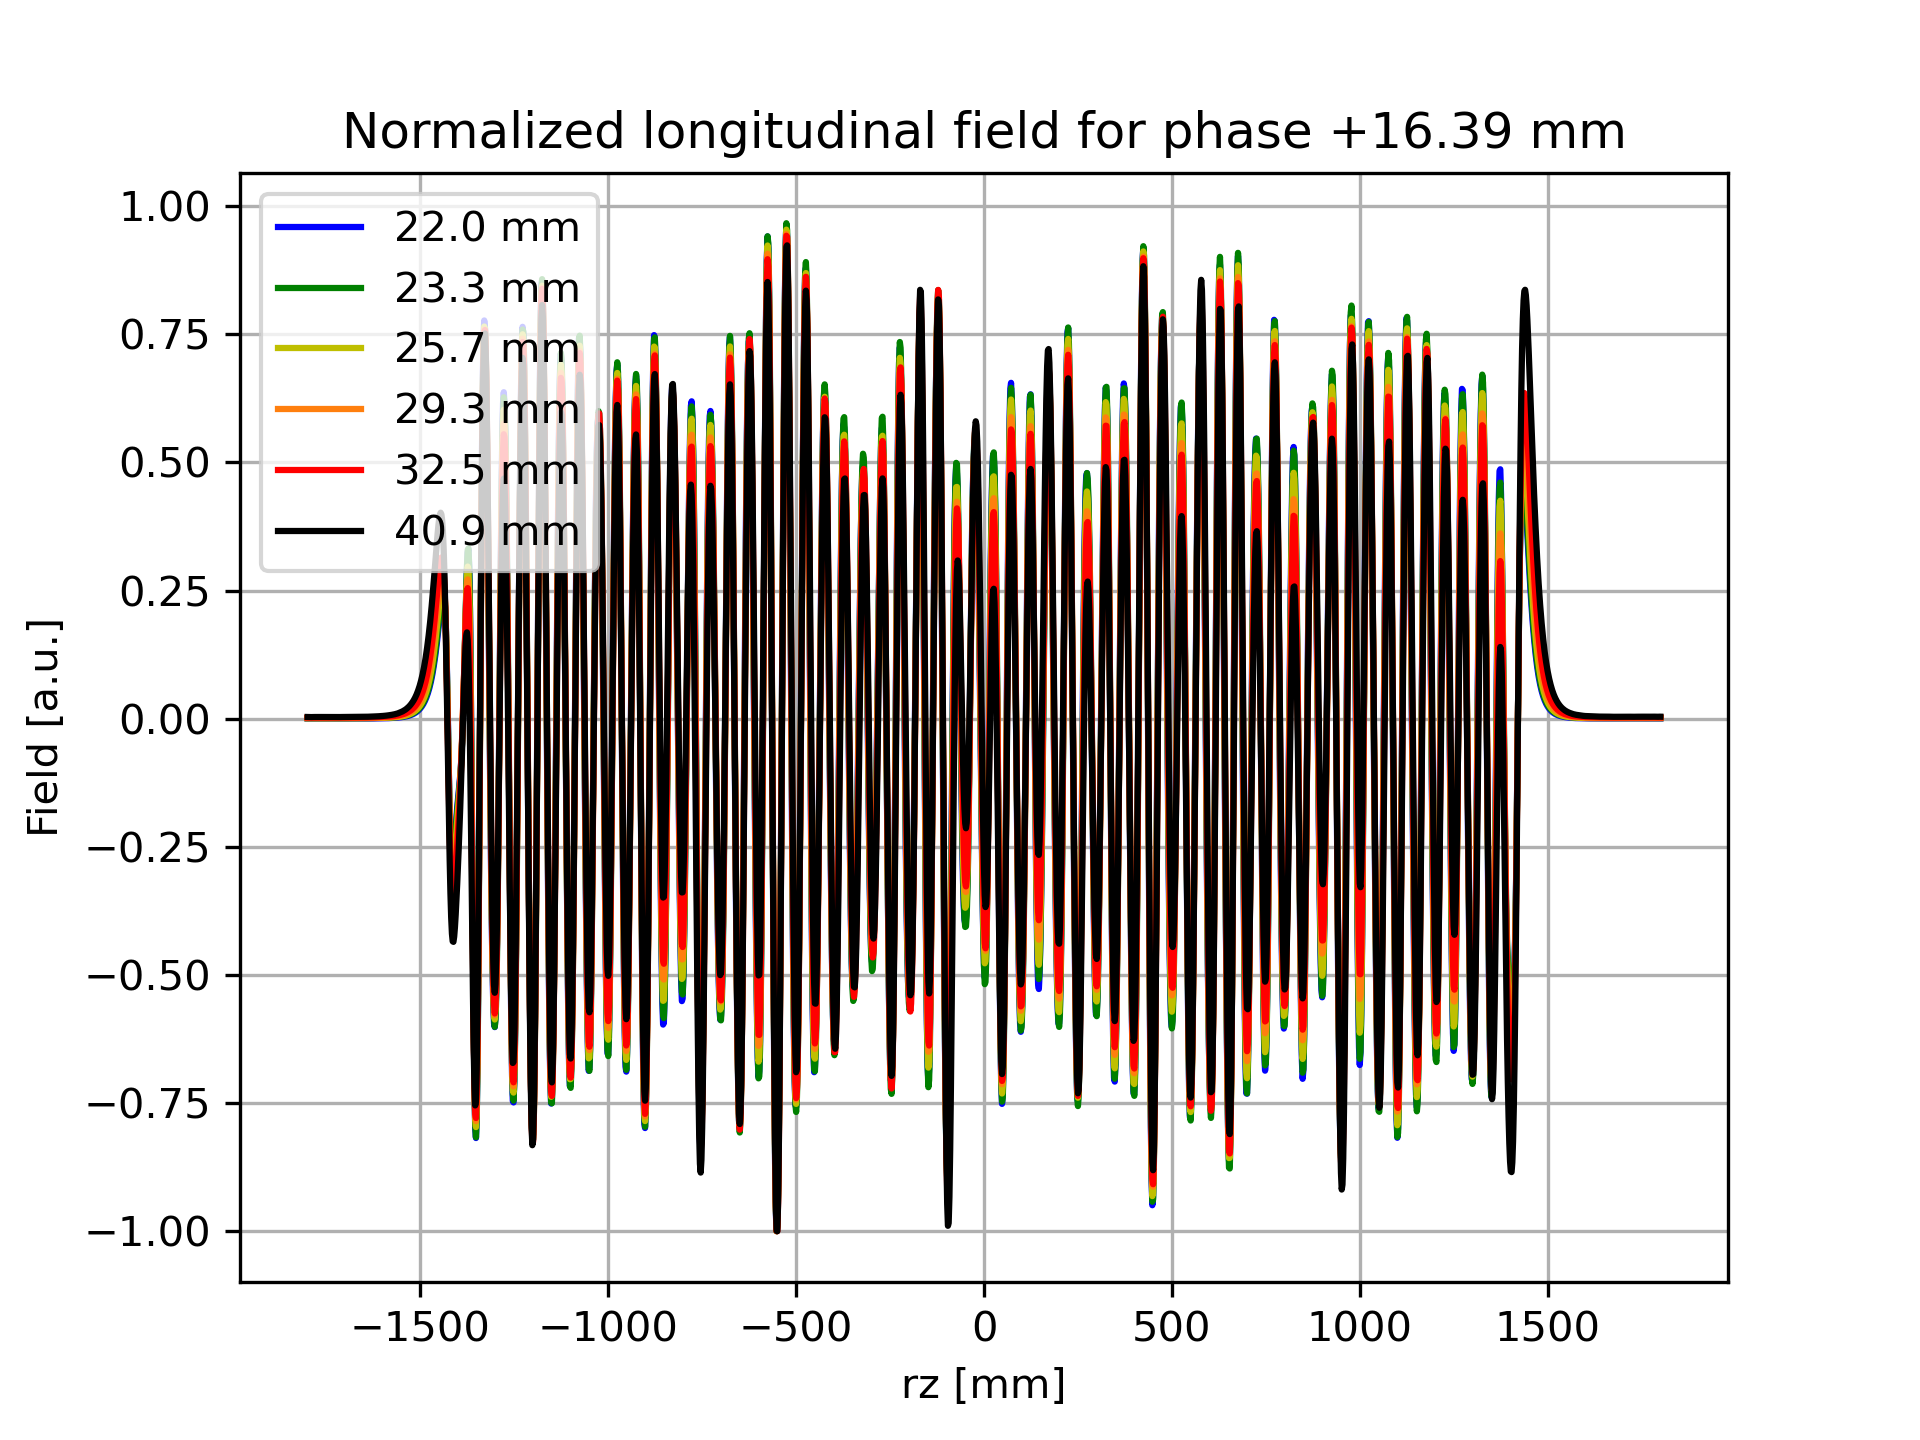 Normalized longitudinal field for phase +16.39 mm
22.0 mm
23.3 mm
25.7 mm
29.3 mm
32.5 mm
40.9 mm
1.00
0.75
0.50
0.25
0.00
−0.25
−0.50
−0.75
−1.00
Field [a.u.]
−1500 −1000 −500 0 500 1000 1500
rz [mm]